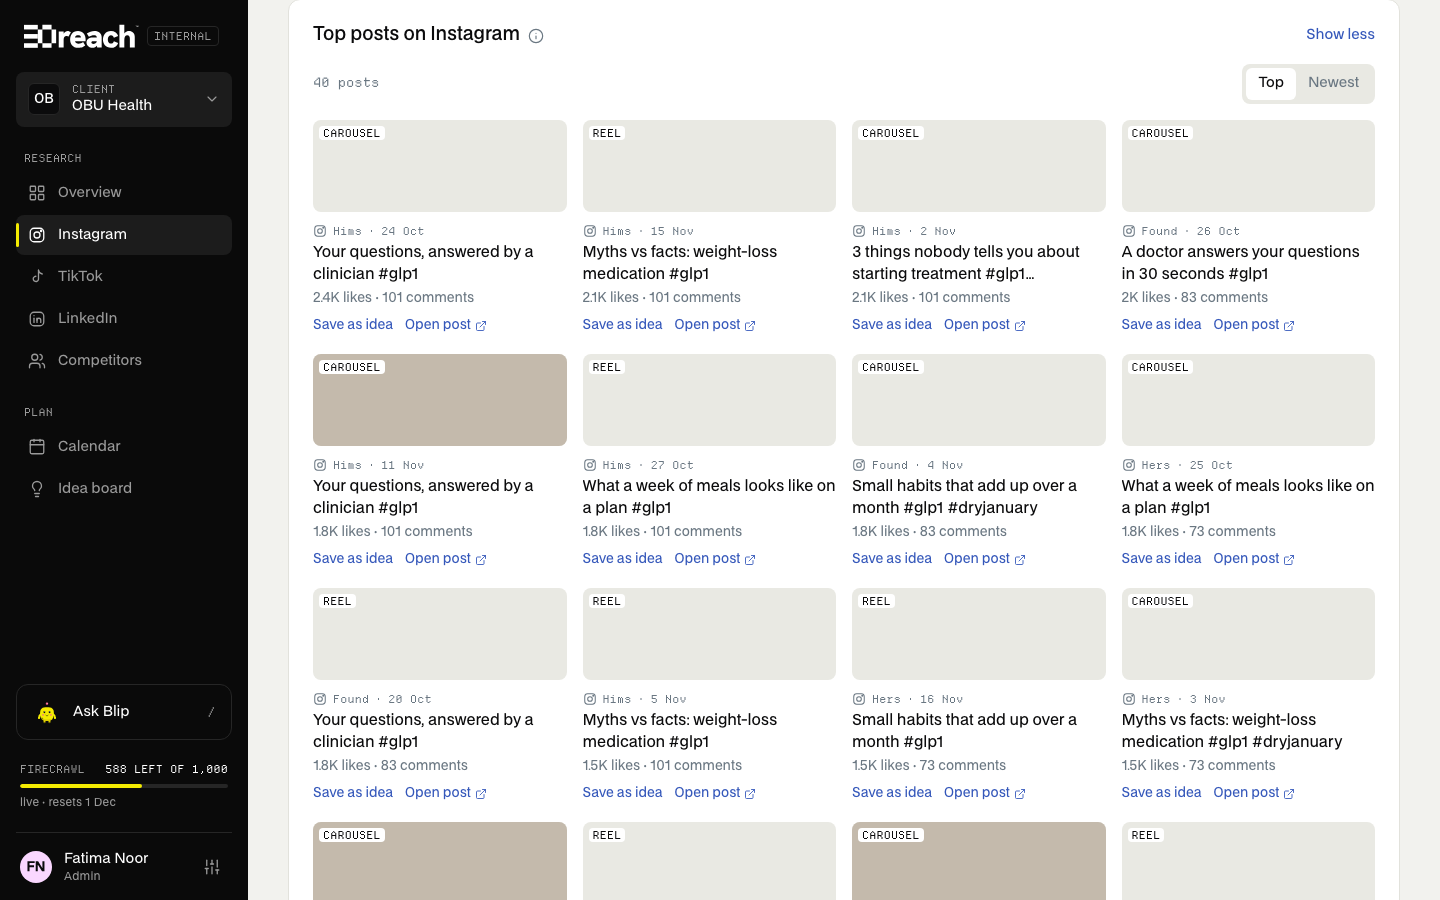 reach
INTERNAL
OB
CLIENT
OBU Health
RESEARCH
Overview
Instagram
TikTok
LinkedIn
Competitors
PLAN
Calendar
Idea board
Ask Blip
/
FIRECRAWL 588 LEFT OF 1,000
live · resets 1 Dec
FN
Fatima Noor
Admin
Top posts on Instagram
Show less
40 posts
Top
Newest
CAROUSEL
Hims · 24 Oct
Your questions, answered by a
clinician #glp1
2.4K likes · 101 comments
Save as idea Open post
REEL
Hims · 15 Nov
Myths vs facts: weight-loss
medication #glp1
2.1K likes · 101 comments
Save as idea Open post
CAROUSEL
Hims · 2 Nov
3 things nobody tells you about
starting treatment #glp1…
2.1K likes · 101 comments
Save as idea Open post
CAROUSEL
Found · 26 Oct
A doctor answers your questions
in 30 seconds #glp1
2K likes · 83 comments
Save as idea Open post
CAROUSEL
Hims · 11 Nov
Your questions, answered by a
clinician #glp1
1.8K likes · 101 comments
Save as idea Open post
REEL
Hims · 27 Oct
What a week of meals looks like on
a plan #glp1
1.8K likes · 101 comments
Save as idea Open post
CAROUSEL
Found · 4 Nov
Small habits that add up over a
month #glp1 #dryjanuary
1.8K likes · 83 comments
Save as idea Open post
CAROUSEL
Hers · 25 Oct
What a week of meals looks like on
a plan #glp1
1.8K likes · 73 comments
Save as idea Open post
REEL
Found · 20 Oct
Your questions, answered by a
clinician #glp1
1.8K likes · 83 comments
Save as idea Open post
REEL
Hims · 5 Nov
Myths vs facts: weight-loss
medication #glp1
1.5K likes · 101 comments
Save as idea Open post
REEL
Hers · 16 Nov
Small habits that add up over a
month #glp1
1.5K likes · 73 comments
Save as idea Open post
CAROUSEL
Hers · 3 Nov
Myths vs facts: weight-loss
medication #glp1 #dryjanuary
1.5K likes · 73 comments
Save as idea Open post
CAROUSEL
REEL
CAROUSEL
REEL